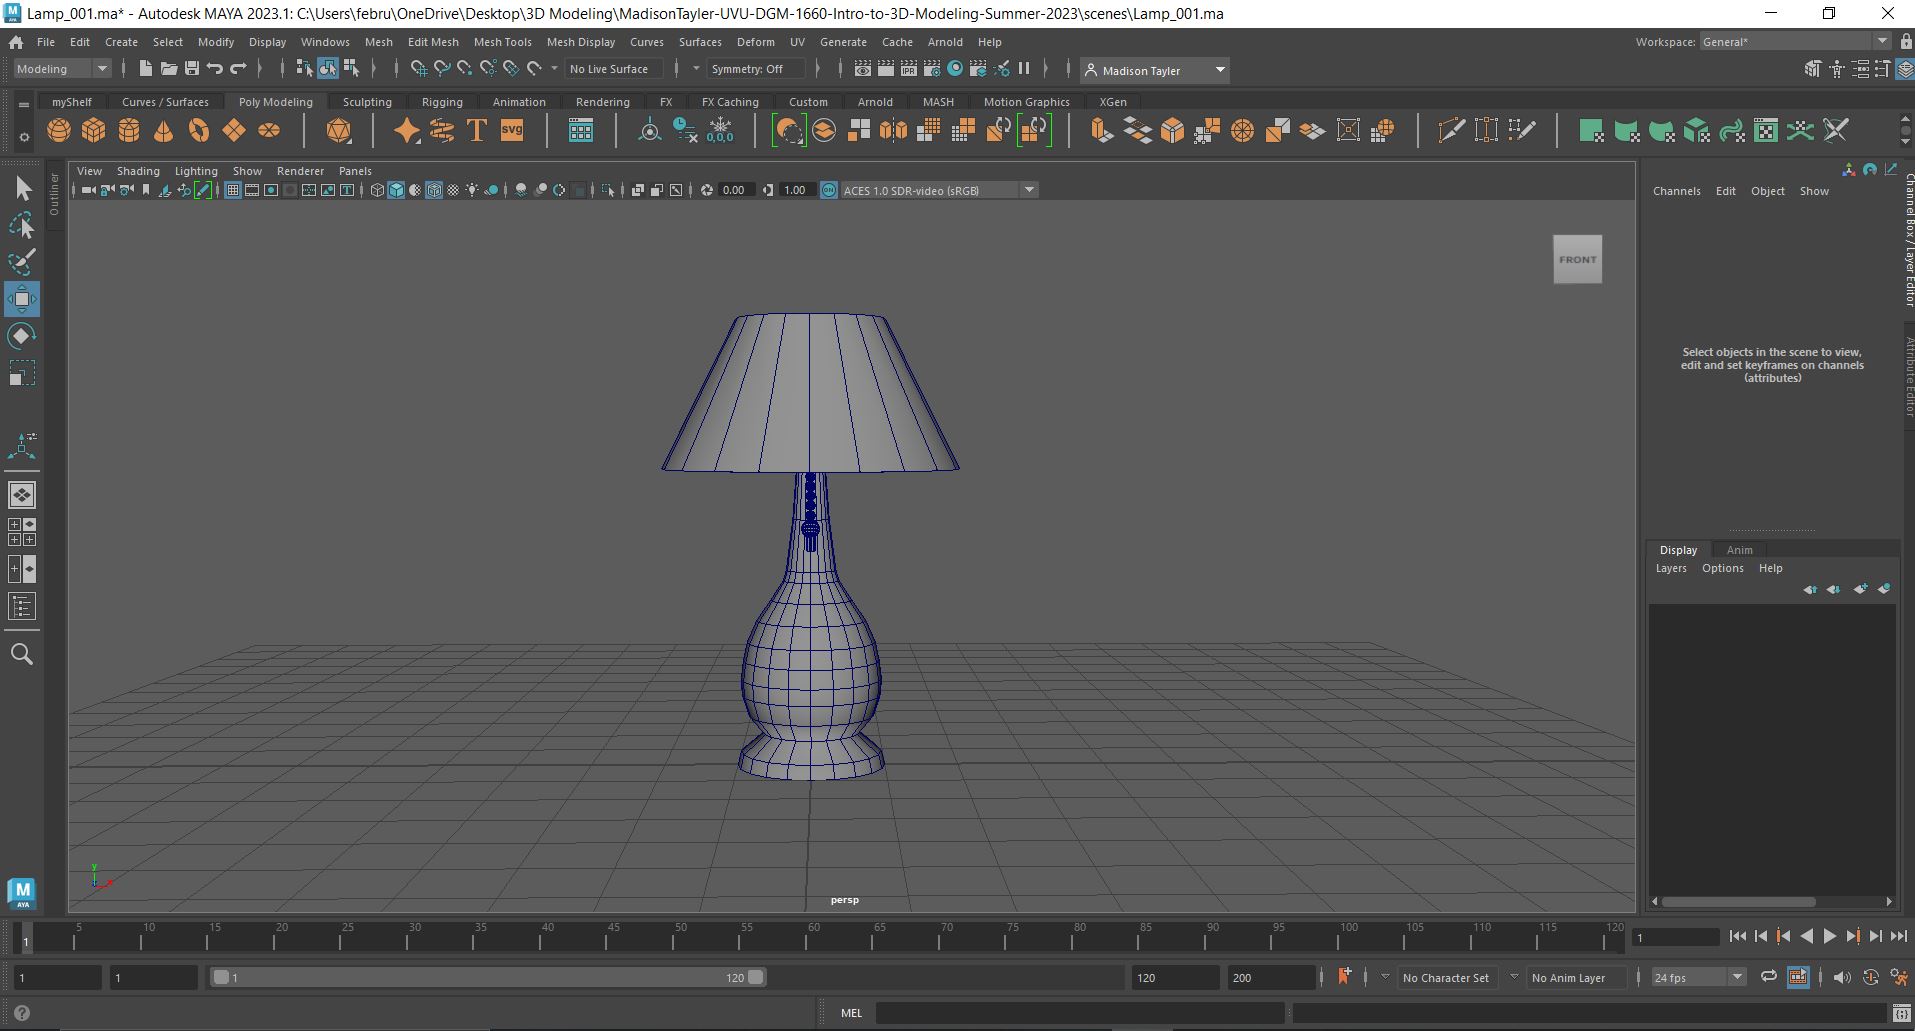 Lamp_001.ma* - Autodesk MAYA 2023.1: C:\Users\febru\OneDrive\Desktop\3D Modeling\MadisonTayler-UVU-DGM-1660-Intro-to-3D-Modeling-Summer-2023\scenes\Lamp_001.ma
File Edit Create Select Modify Display Windows Mesh Edit Mesh Mesh Tools Mesh Display Curves Surfaces Deform UV Generate Cache Arnold Help Workspace: General*
Modeling No Live Surface Symmetry: Off IPR Madison Tayler
myShelf Curves / Surfaces Poly Modeling Sculpting Rigging Animation Rendering FX FX Caching Custom Arnold MASH Motion Graphics XGen
T SVG 0,0,0
View Shading Lighting Show Renderer Panels
0.00 1.00 ON ACES 1.0 SDR-video (sRGB)
Outliner
Channels Edit Object Show
Channel Box / Layer Editor
Attribute Editor
FRONT
Select objects in the scene to view,
edit and set keyframes on channels
(attributes)
Display Anim
Layers Options Help
M
AYA
y
x
persp
5 10 15 20 25 30 35 40 45 50 55 60 65 70 75 80 85 90 95 100 105 110 115 120
1 1
1 1 1 120 120 200 No Character Set No Anim Layer 24 fps
MEL